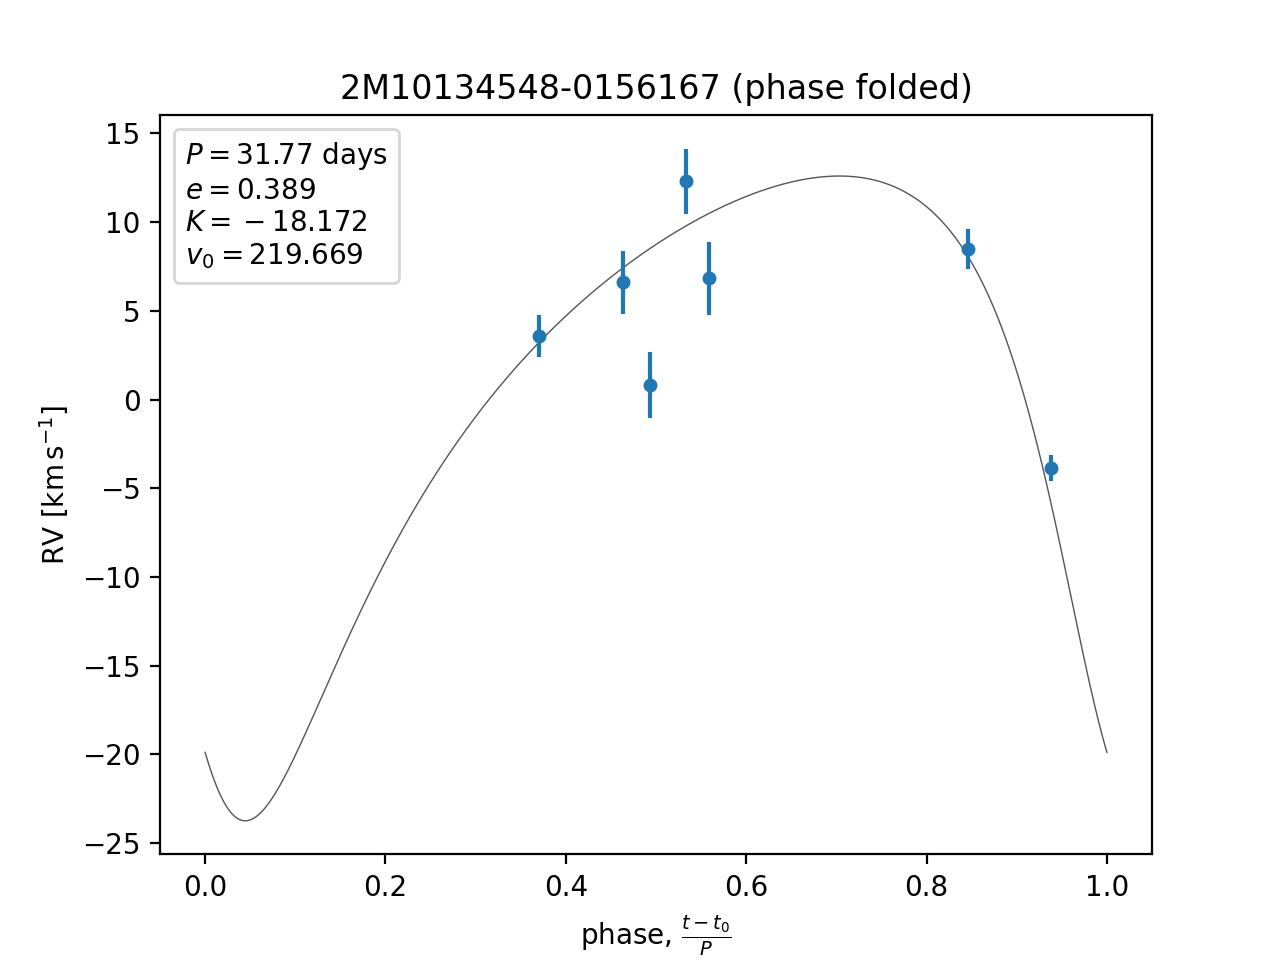 2M10134548-0156167 (phase folded)
P = 31.77 days
e = 0.389
K = −18.172
v₀ = 219.669
15
10
5
0
−5
−10
−15
−20
−25
RV [km s⁻¹]
0.0 0.2 0.4 0.6 0.8 1.0
phase, (t − t₀)/P